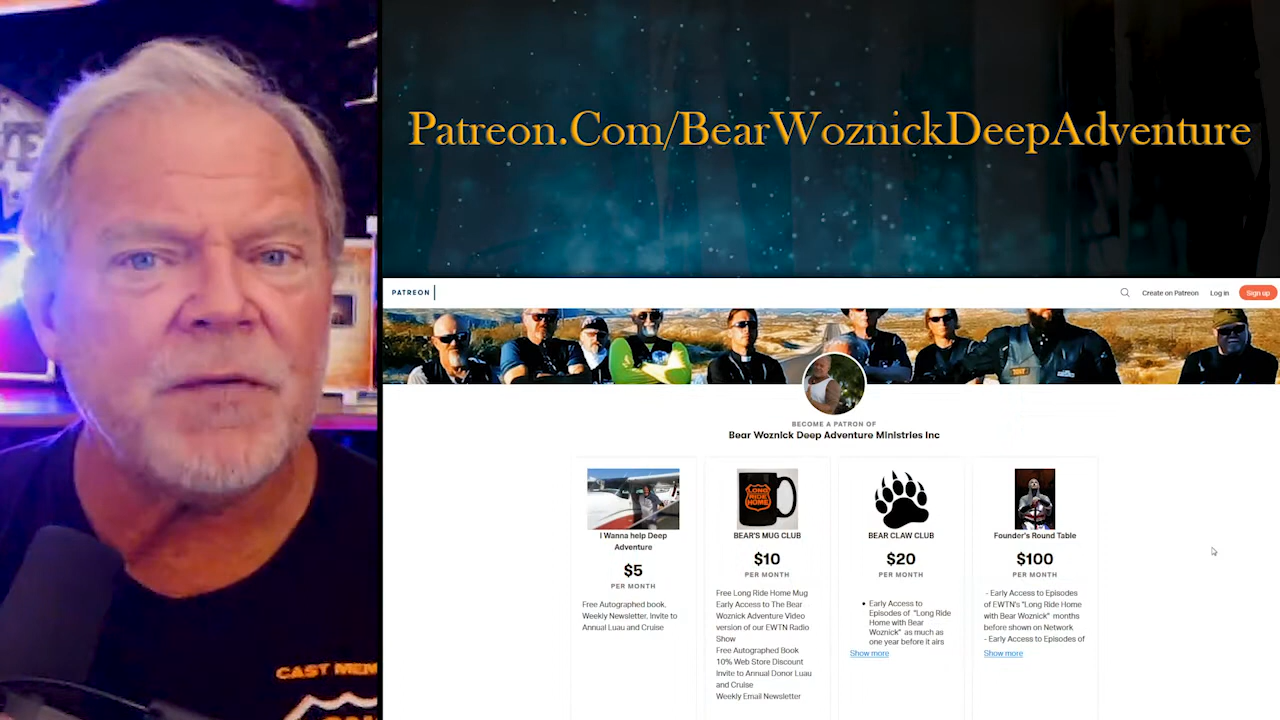 Patreon.Com/BearWoznickDeepAdventure
PATREON
Create on Patreon
Log in
Sign up
BECOME A PATRON OF
Bear Woznick Deep Adventure Ministries Inc
I Wanna help Deep
Adventure
$5
PER MONTH
Free Autographed book,
Weekly Newsletter, Invite to
Annual Luau and Cruise
LONG
RIDE
HOME
BEAR'S MUG CLUB
$10
PER MONTH
Free Long Ride Home Mug
Early Access to The Bear
Woznick Adventure Video
version of our EWTN Radio
Show
Free Autographed Book
10% Web Store Discount
Invite to Annual Donor Luau
and Cruise
Weekly Email Newsletter
BEAR CLAW CLUB
$20
PER MONTH
• Early Access to
Episodes of "Long Ride
Home with Bear
Woznick" as much as
one year before it airs
Show more
Founder's Round Table
$100
PER MONTH
- Early Access to Episodes
of EWTN's "Long Ride Home
with Bear Woznick" months
before shown on Network
- Early Access to Episodes of
Show more
CAST MEM